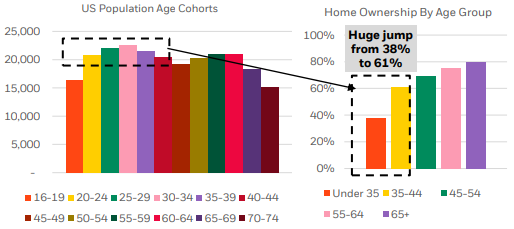 US Population Age Cohorts
25,000
20,000
15,000
10,000
5,000
-
16-19 20-24 25-29 30-34 35-39 40-44
45-49 50-54 55-59 60-64 65-69 70-74
Home Ownership By Age Group
Huge jump
from 38%
to 61%
100%
80%
60%
40%
20%
0%
Under 35 35-44 45-54
55-64 65+